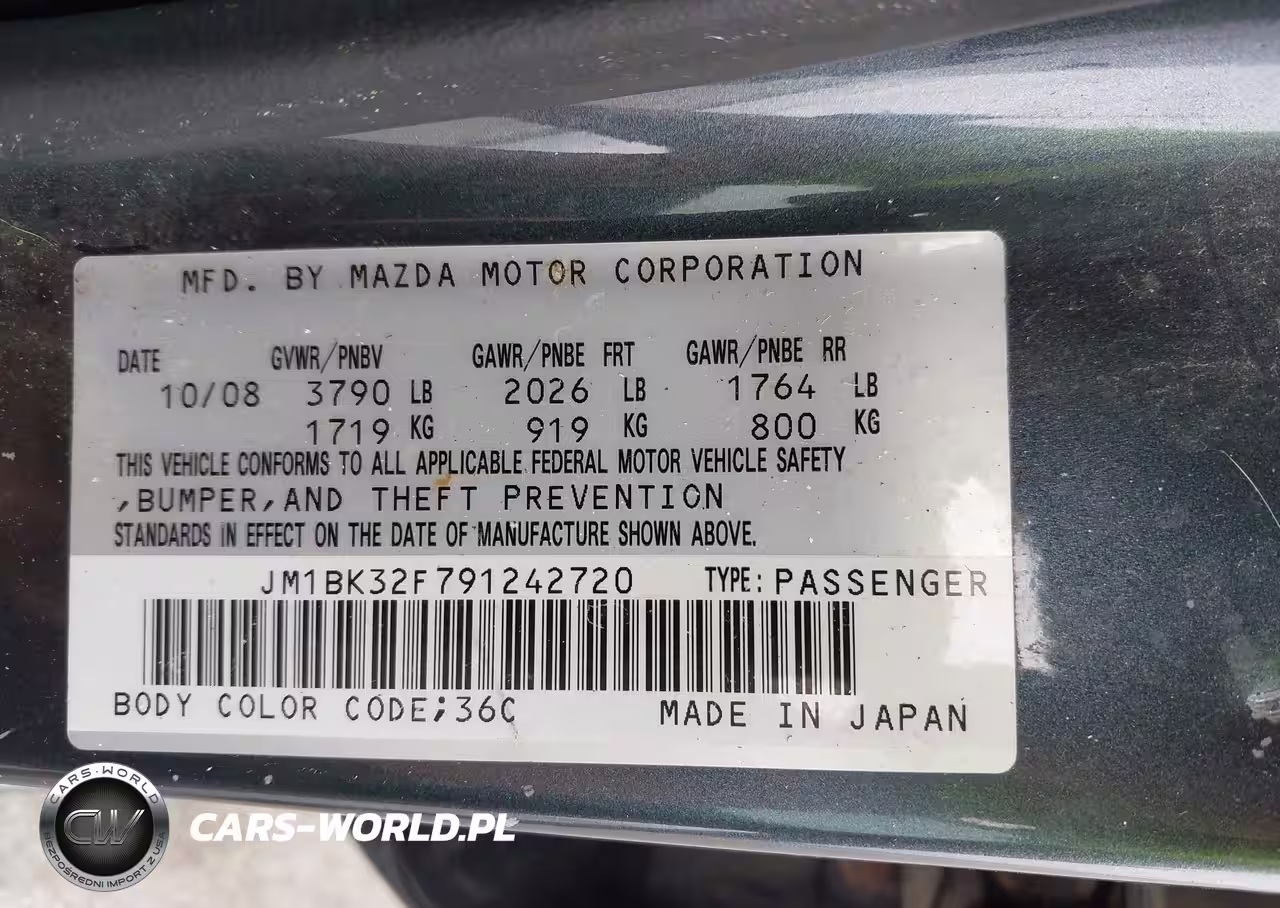 MFD. BY MAZDA MOTOR CORPORATION
DATE GVWR/PNBV GAWR/PNBE FRT GAWR/PNBE RR
10/08 3790 LB 2026 LB 1764 LB
1719 KG 919 KG 800 KG
THIS VEHICLE CONFORMS TO ALL APPLICABLE FEDERAL MOTOR VEHICLE SAFETY
,BUMPER,AND THEFT PREVENTION
STANDARDS IN EFFECT ON THE DATE OF MANUFACTURE SHOWN ABOVE.
JM1BK32F791242720 TYPE: PASSENGER
BODY COLOR CODE;36C MADE IN JAPAN
CARS-WORLD
CW
BEZPOŚREDNI IMPORT Z USA
CARS-WORLD.PL